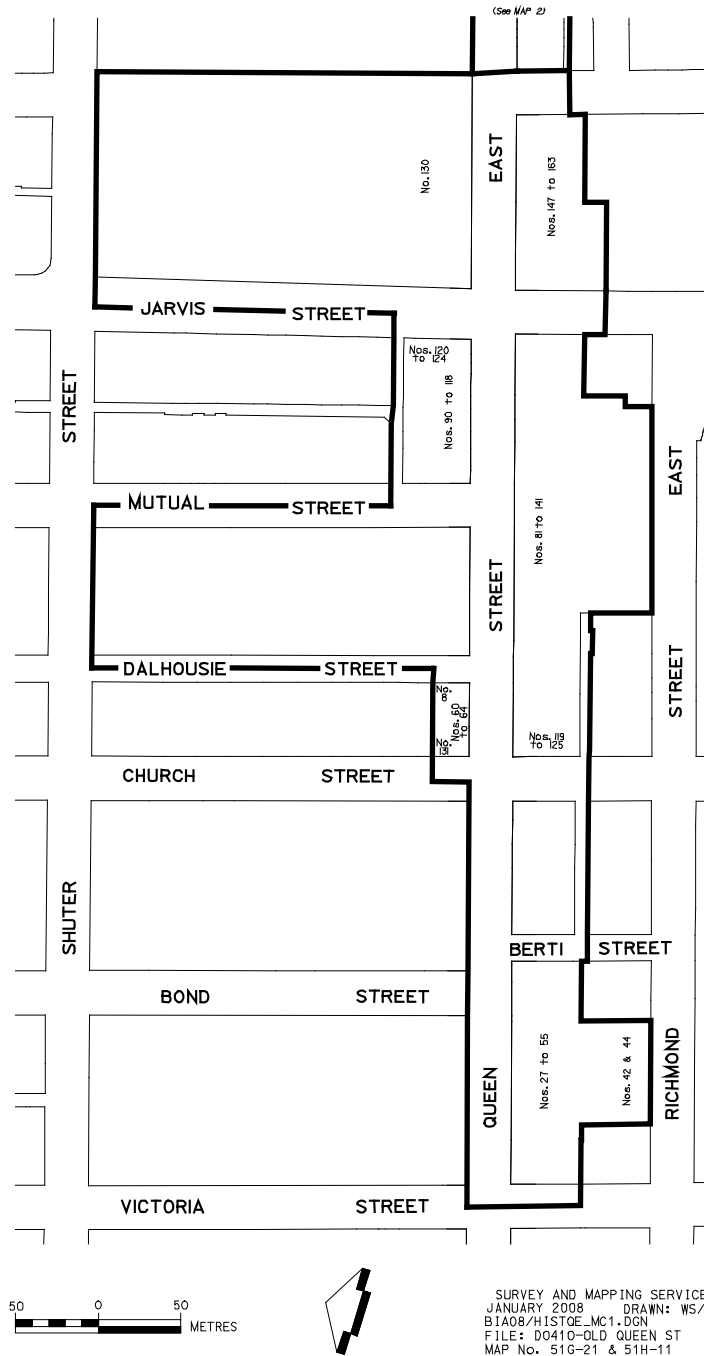 (See MAP 2)
EAST
No. 130
Nos. 147 to 163
JARVIS STREET
Nos. 120
to 124
Nos. 90 to 118
STREET
EAST
MUTUAL STREET
Nos. 81 to 141
STREET
DALHOUSIE STREET
STREET
No.
8
Nos. 60
to 64
No.
131
Nos. 119
to 125
CHURCH STREET
SHUTER
BERTI STREET
BOND STREET
QUEEN
Nos. 27 to 55
Nos. 42 & 44
RICHMOND
VICTORIA STREET
50 0 50
METRES
SURVEY AND MAPPING SERVICE
JANUARY 2008 DRAWN: WS/
BIA08/HISTQE_MC1.DGN
FILE: D0410-OLD QUEEN ST
MAP No. 51G-21 & 51H-11